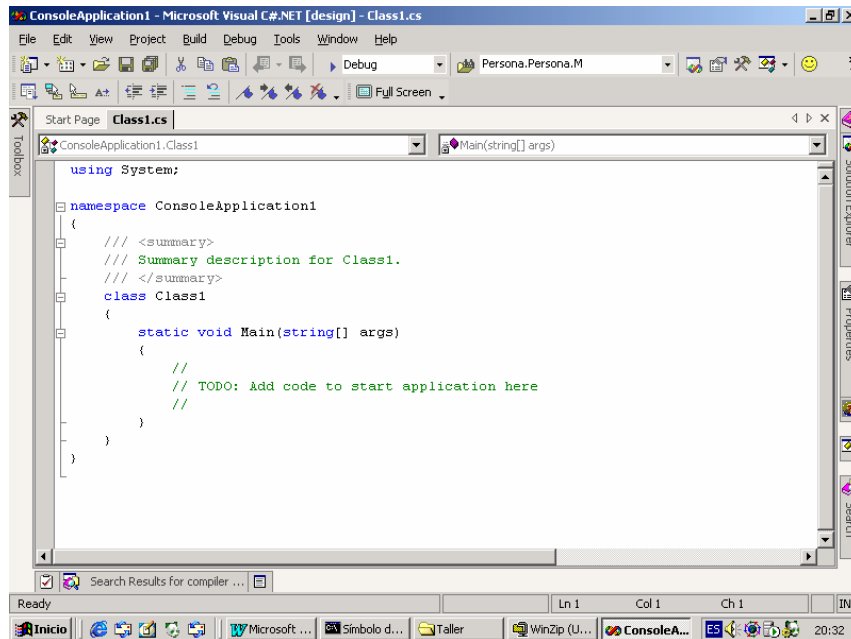 ConsoleApplication1 - Microsoft Visual C#.NET [design] - Class1.cs
File Edit View Project Build Debug Tools Window Help
Debug Persona.Persona.M
Full Screen
Start Page Class1.cs
Toolbox
ConsoleApplication1.Class1 Main(string[] args)
using System;
namespace ConsoleApplication1
{
/// <summary>
/// Summary description for Class1.
/// </summary>
class Class1
{
static void Main(string[] args)
{
//
// TODO: Add code to start application here
//
}
}
}
Solution Explorer
Properties
Search
Search Results for compiler ...
Ready Ln 1 Col 1 Ch 1 IN
Inicio Microsoft ... Símbolo d... Taller WinZip (U... ConsoleA... ES 20:32